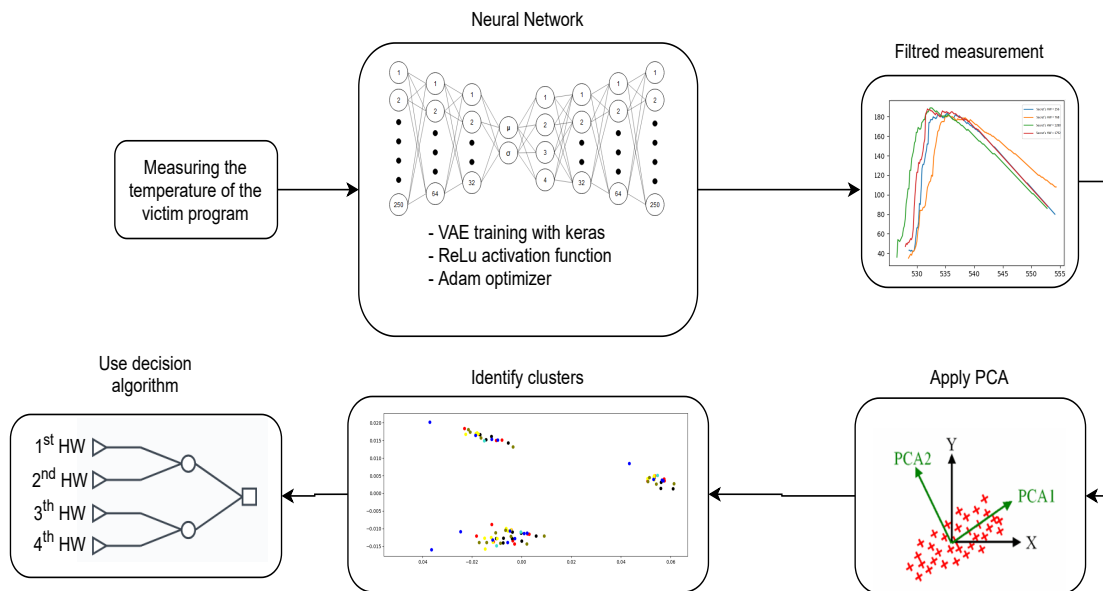 Neural Network
Filtred measurement
Measuring the
temperature of the
victim program
1
2
250
1
2
64
1
2
32
μ
σ
1
2
3
4
1
2
32
1
2
64
1
2
250
- VAE training with keras
- ReLu activation function
- Adam optimizer
180
160
140
120
100
80
60
40
530
535
540
545
550
555
Use decision
algorithm
Identify clusters
Apply PCA
1st HW
2nd HW
3th HW
4th HW
0.020
0.015
0.010
0.005
0.000
-0.005
-0.010
-0.015
0.04
-0.02
0.00
0.02
0.04
0.06
Y
PCA2
PCA1
X